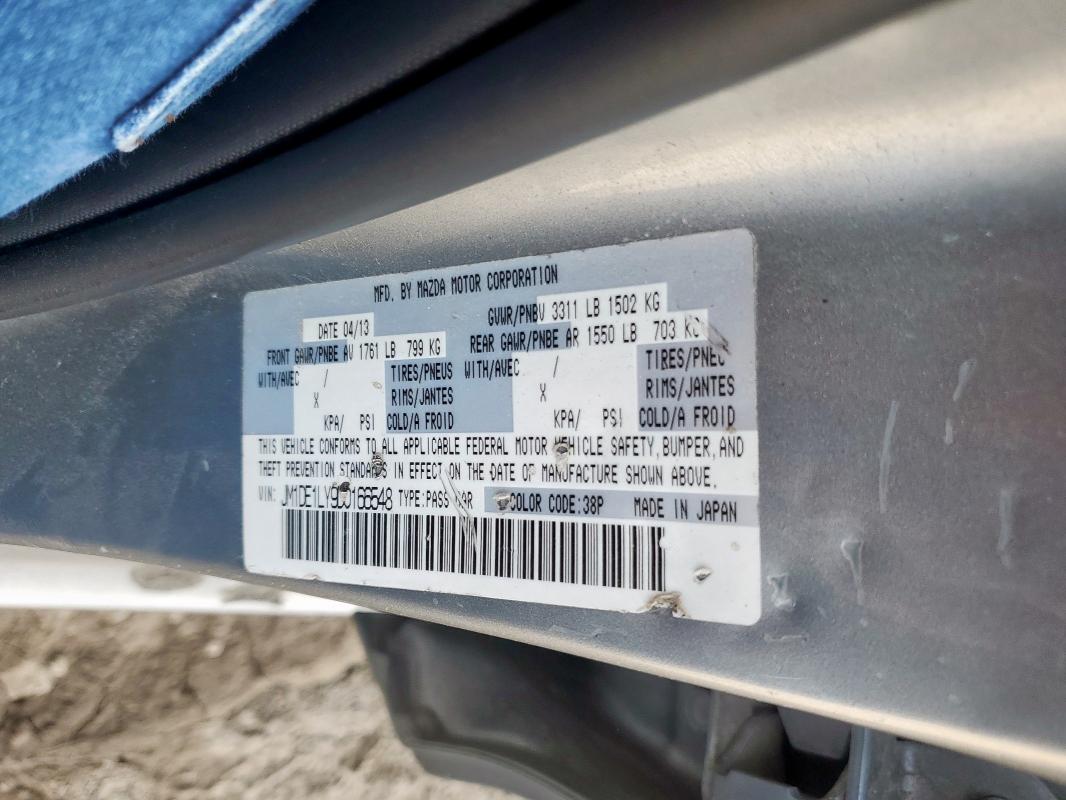 MFD. BY MAZDA MOTOR CORPORATION
DATE 04/13 GVWR/PNBV 3311 LB 1502 KG
FRONT GAWR/PNBE AV 1761 LB 799 KG REAR GAWR/PNBE AR 1550 LB 703 KG
WITH/AVEC / TIRES/PNEUS WITH/AVEC / TIRES/PNEU
X RIMS/JANTES X RIMS/JANTES
KPA/ PSI COLD/A FROID KPA/ PSI COLD/A FROID
THIS VEHICLE CONFORMS TO ALL APPLICABLE FEDERAL MOTOR VEHICLE SAFETY, BUMPER, AND
THEFT PREVENTION STANDARDS IN EFFECT ON THE DATE OF MANUFACTURE SHOWN ABOVE.
VIN: JM1DE1LY9D0166548 TYPE:PASS CAR COLOR CODE:38P MADE IN JAPAN